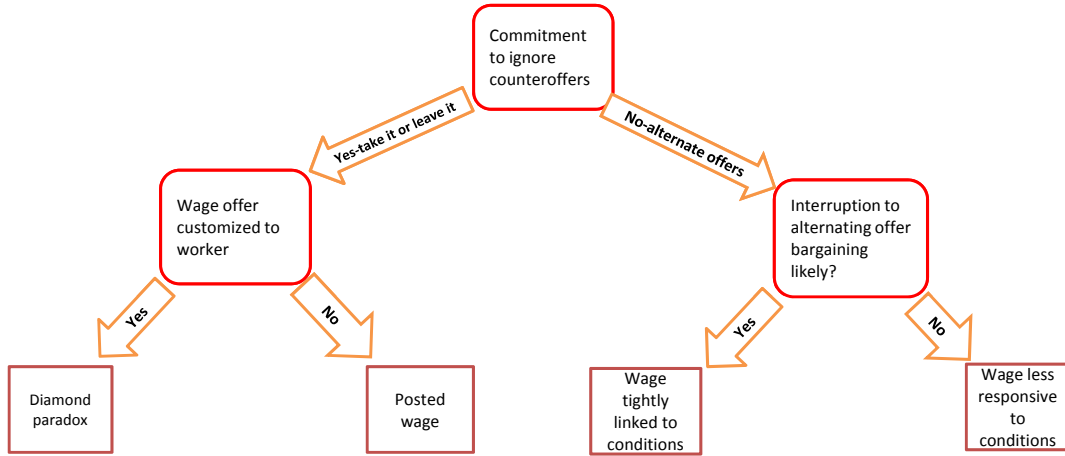 Commitment
to ignore
counteroffers
Yes-take it or leave it
No-alternate offers
Wage offer
customized to
worker
Interruption to
alternating offer
bargaining
likely?
Yes
No
Yes
No
Diamond
paradox
Posted
wage
Wage
tightly
linked to
conditions
Wage less
responsive
to
conditions